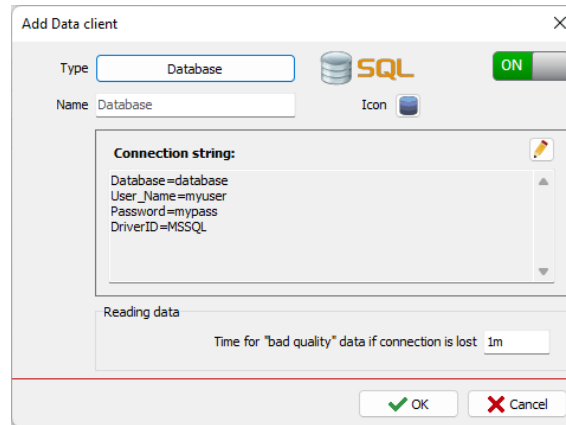 Add Data client
Type Database SQL ON
Name Database Icon
Connection string:
Database=database
User_Name=myuser
Password=mypass
DriverID=MSSQL
Reading data
Time for "bad quality" data if connection is lost 1m
OK Cancel